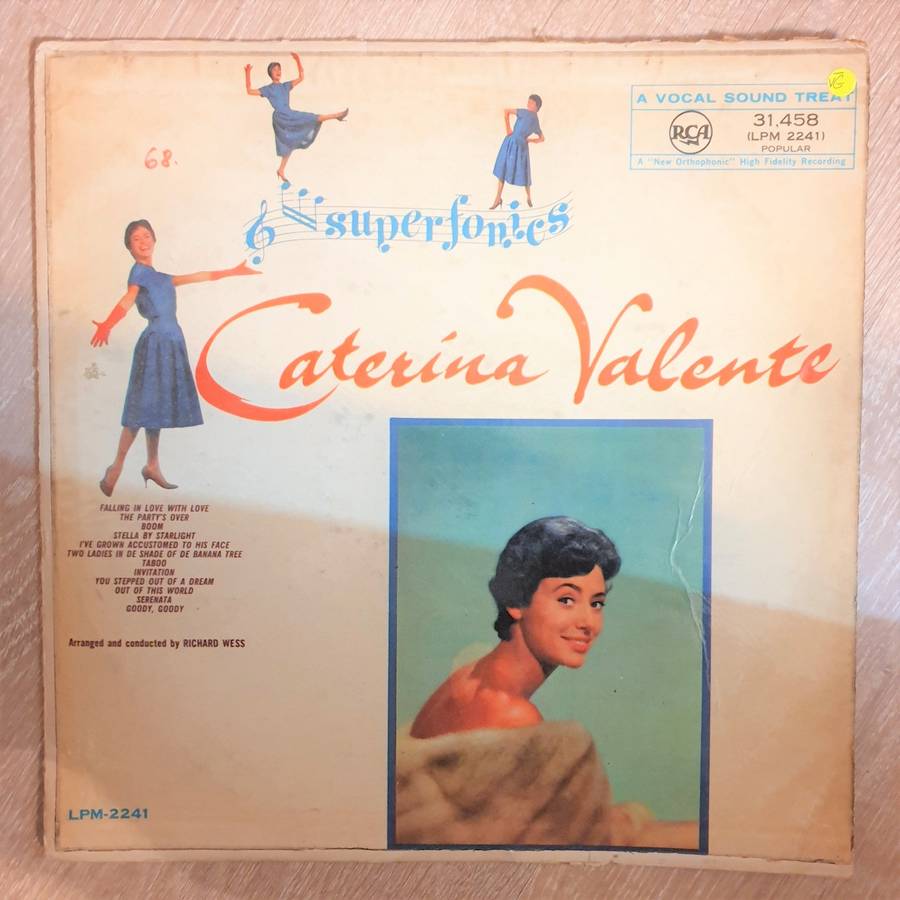 VG
A VOCAL SOUND TREAT
RCA
31,458
(LPM 2241)
POPULAR
A "New Orthophonic" High Fidelity Recording
68.
superfonics
Caterina Valente
FALLING IN LOVE WITH LOVE
THE PARTY'S OVER
BOOM
STELLA BY STARLIGHT
I'VE GROWN ACCUSTOMED TO HIS FACE
TWO LADIES IN DE SHADE OF DE BANANA TREE
TABOO
INVITATION
YOU STEPPED OUT OF A DREAM
OUT OF THIS WORLD
SERENATA
GOODY, GOODY
Arranged and conducted by RICHARD WESS
LPM-2241